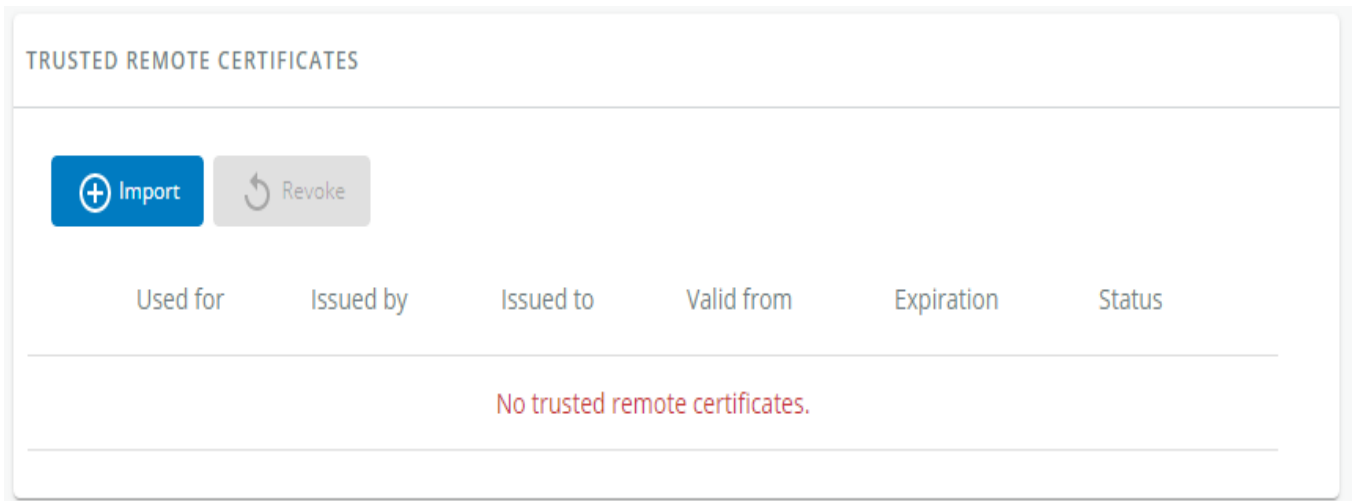 TRUSTED REMOTE CERTIFICATES
Import Revoke
Used for Issued by Issued to Valid from Expiration Status
No trusted remote certificates.